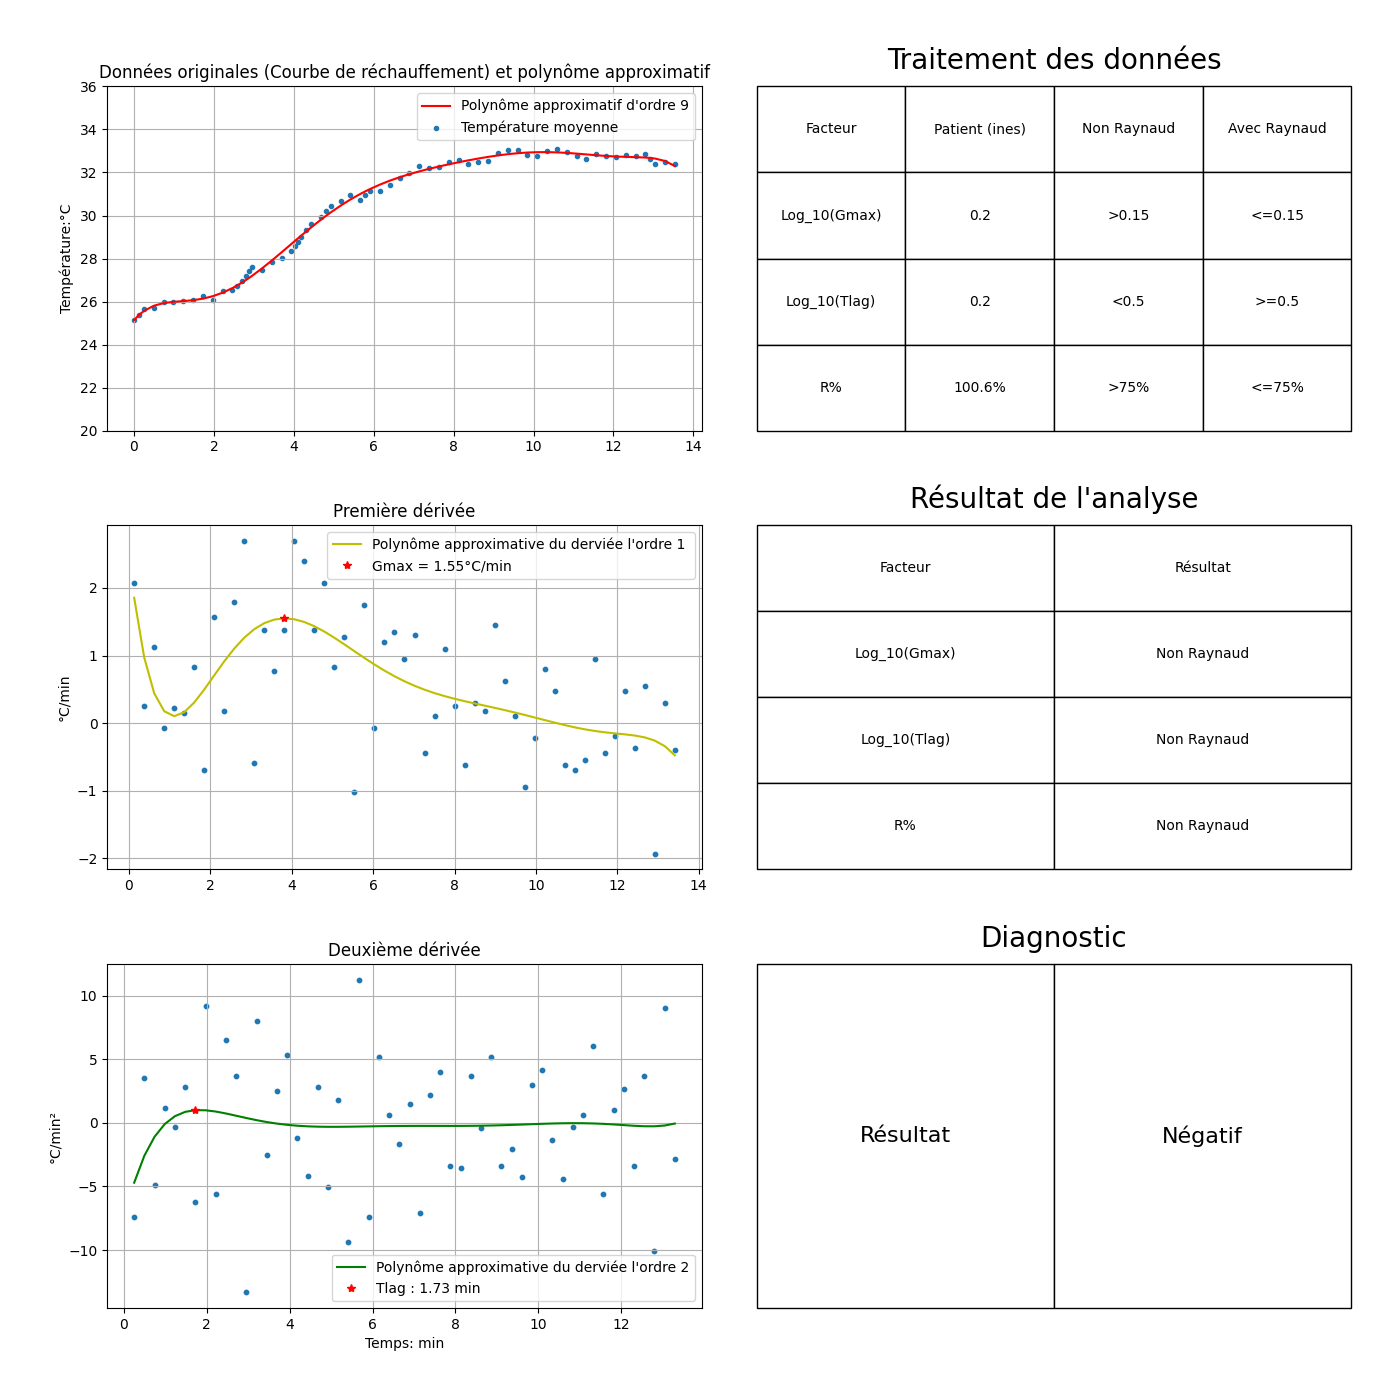 Données originales (Courbe de réchauffement) et polynôme approximatif
Polynôme approximatif d'ordre 9
Température moyenne
Température:°C
36
34
32
30
28
26
24
22
20
0 2 4 6 8 10 12 14
Traitement des données
Facteur Patient (ines) Non Raynaud Avec Raynaud
Log_10(Gmax) 0.2 >0.15 <=0.15
Log_10(Tlag) 0.2 <0.5 >=0.5
R% 100.6% >75% <=75%
Première dérivée
Polynôme approximative du derviée l'ordre 1
Gmax = 1.55°C/min
°C/min
2
1
0
−1
−2
0 2 4 6 8 10 12 14
Résultat de l'analyse
Facteur Résultat
Log_10(Gmax) Non Raynaud
Log_10(Tlag) Non Raynaud
R% Non Raynaud
Deuxième dérivée
°C/min²
10
5
0
−5
−10
Polynôme approximative du derviée l'ordre 2
Tlag : 1.73 min
0 2 4 6 8 10 12
Temps: min
Diagnostic
Résultat Négatif